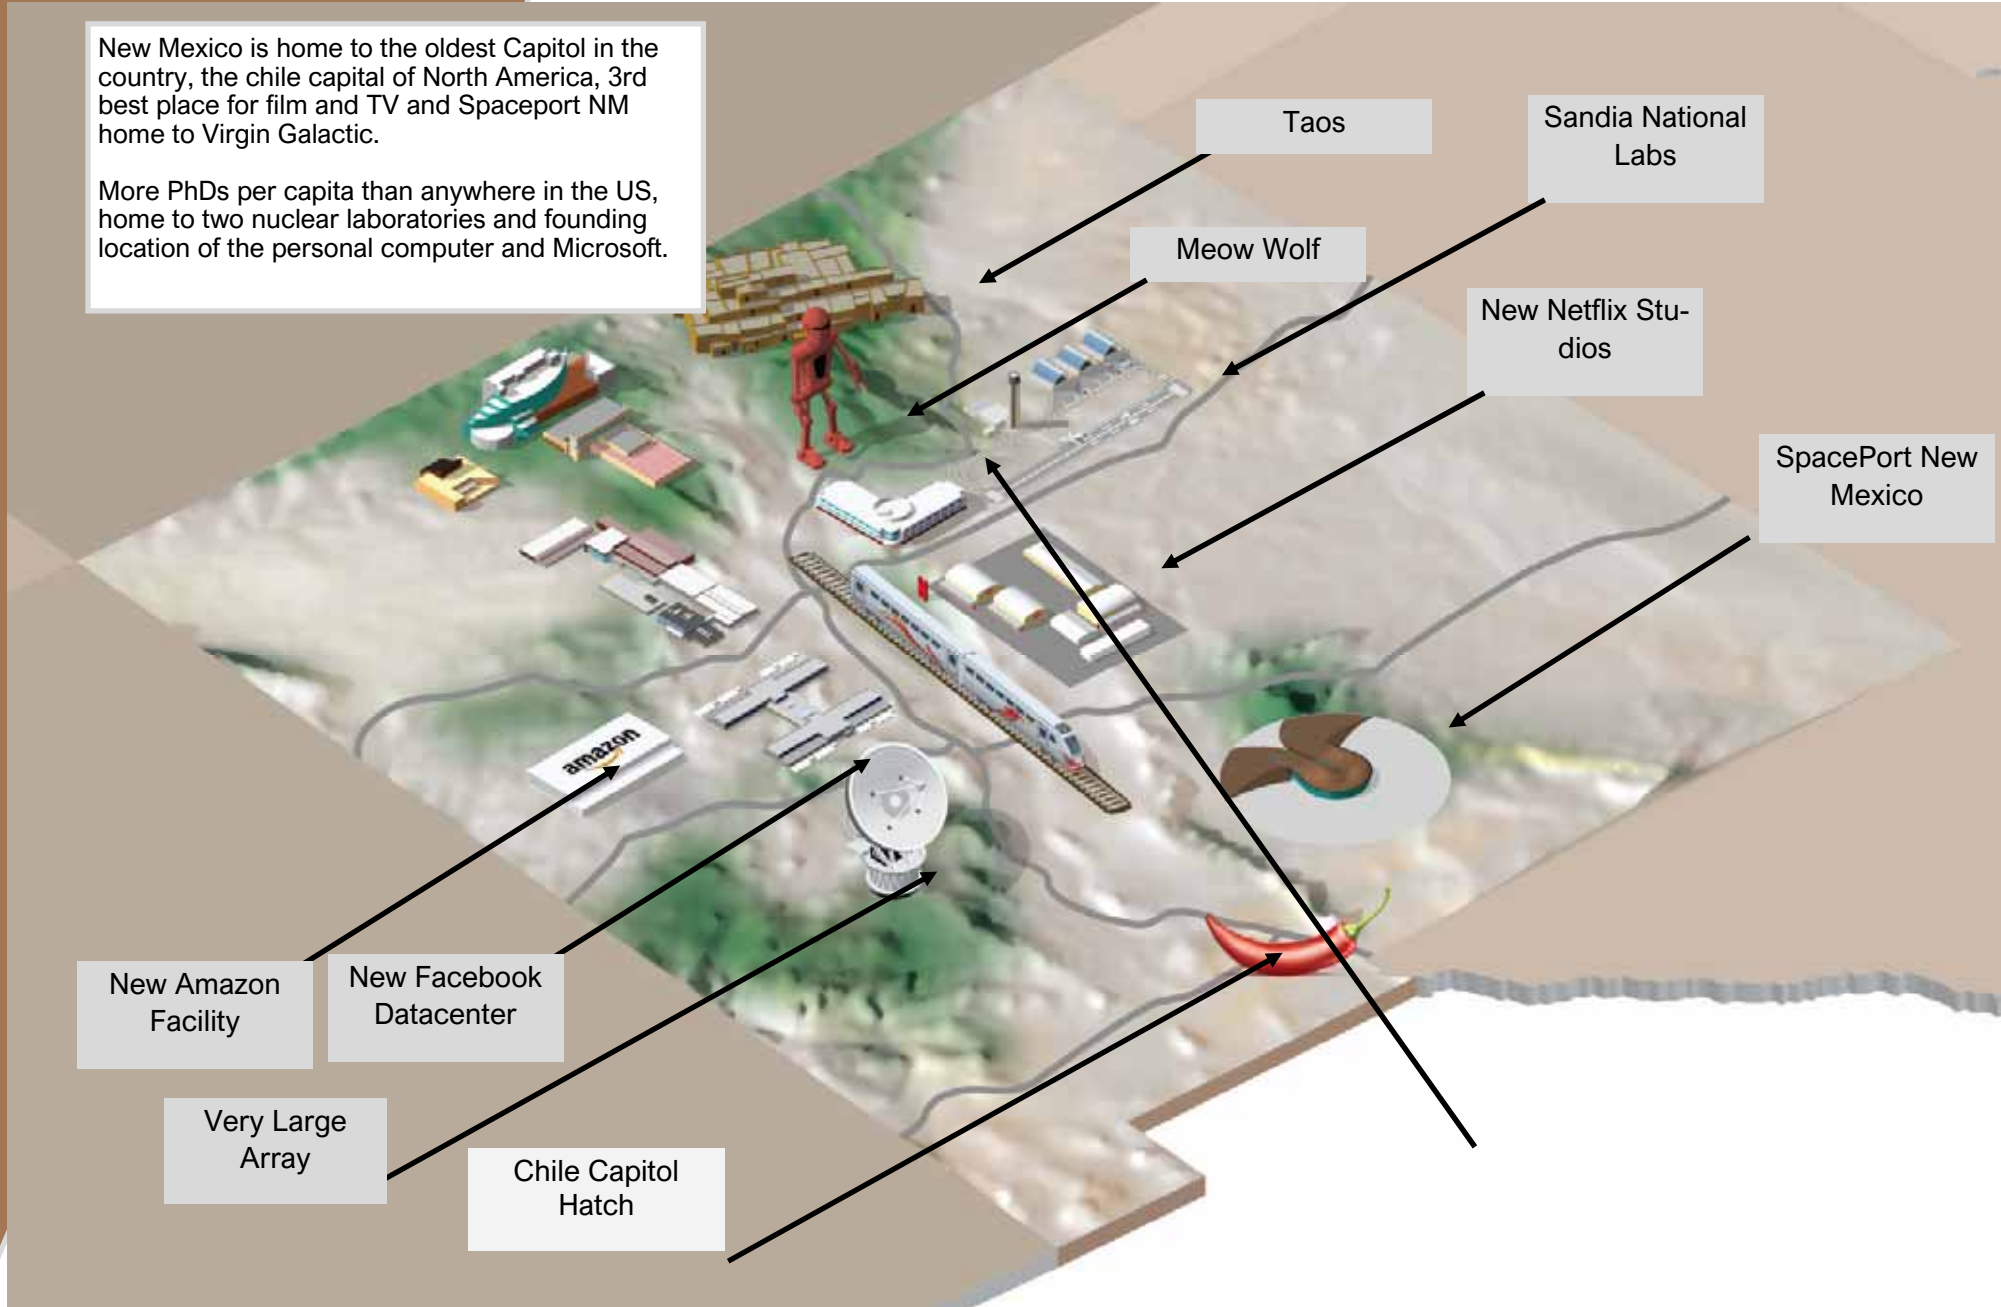 New Mexico is home to the oldest Capitol in the
country, the chile capital of North America, 3rd
best place for film and TV and Spaceport NM
home to Virgin Galactic.
More PhDs per capita than anywhere in the US,
home to two nuclear laboratories and founding
location of the personal computer and Microsoft.
Taos
Sandia National
Labs
Meow Wolf
New Netflix Stu-
dios
SpacePort New
Mexico
amazon
New Amazon
Facility
New Facebook
Datacenter
Very Large
Array
Chile Capitol
Hatch